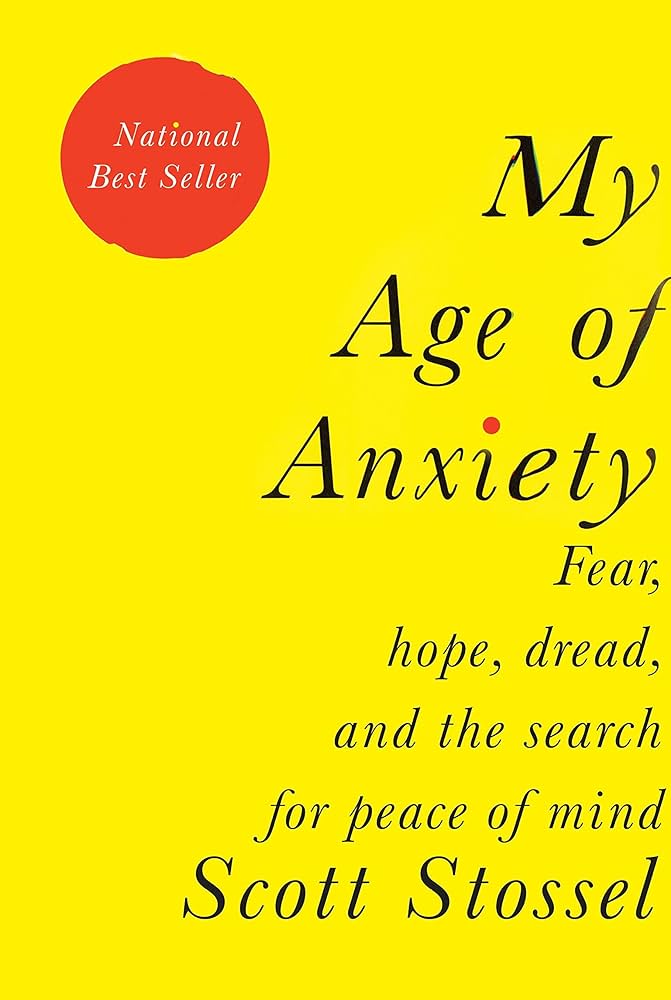 National
Best Seller
My
Age of
Anxiety
Fear,
hope, dread,
and the search
for peace of mind
Scott Stossel